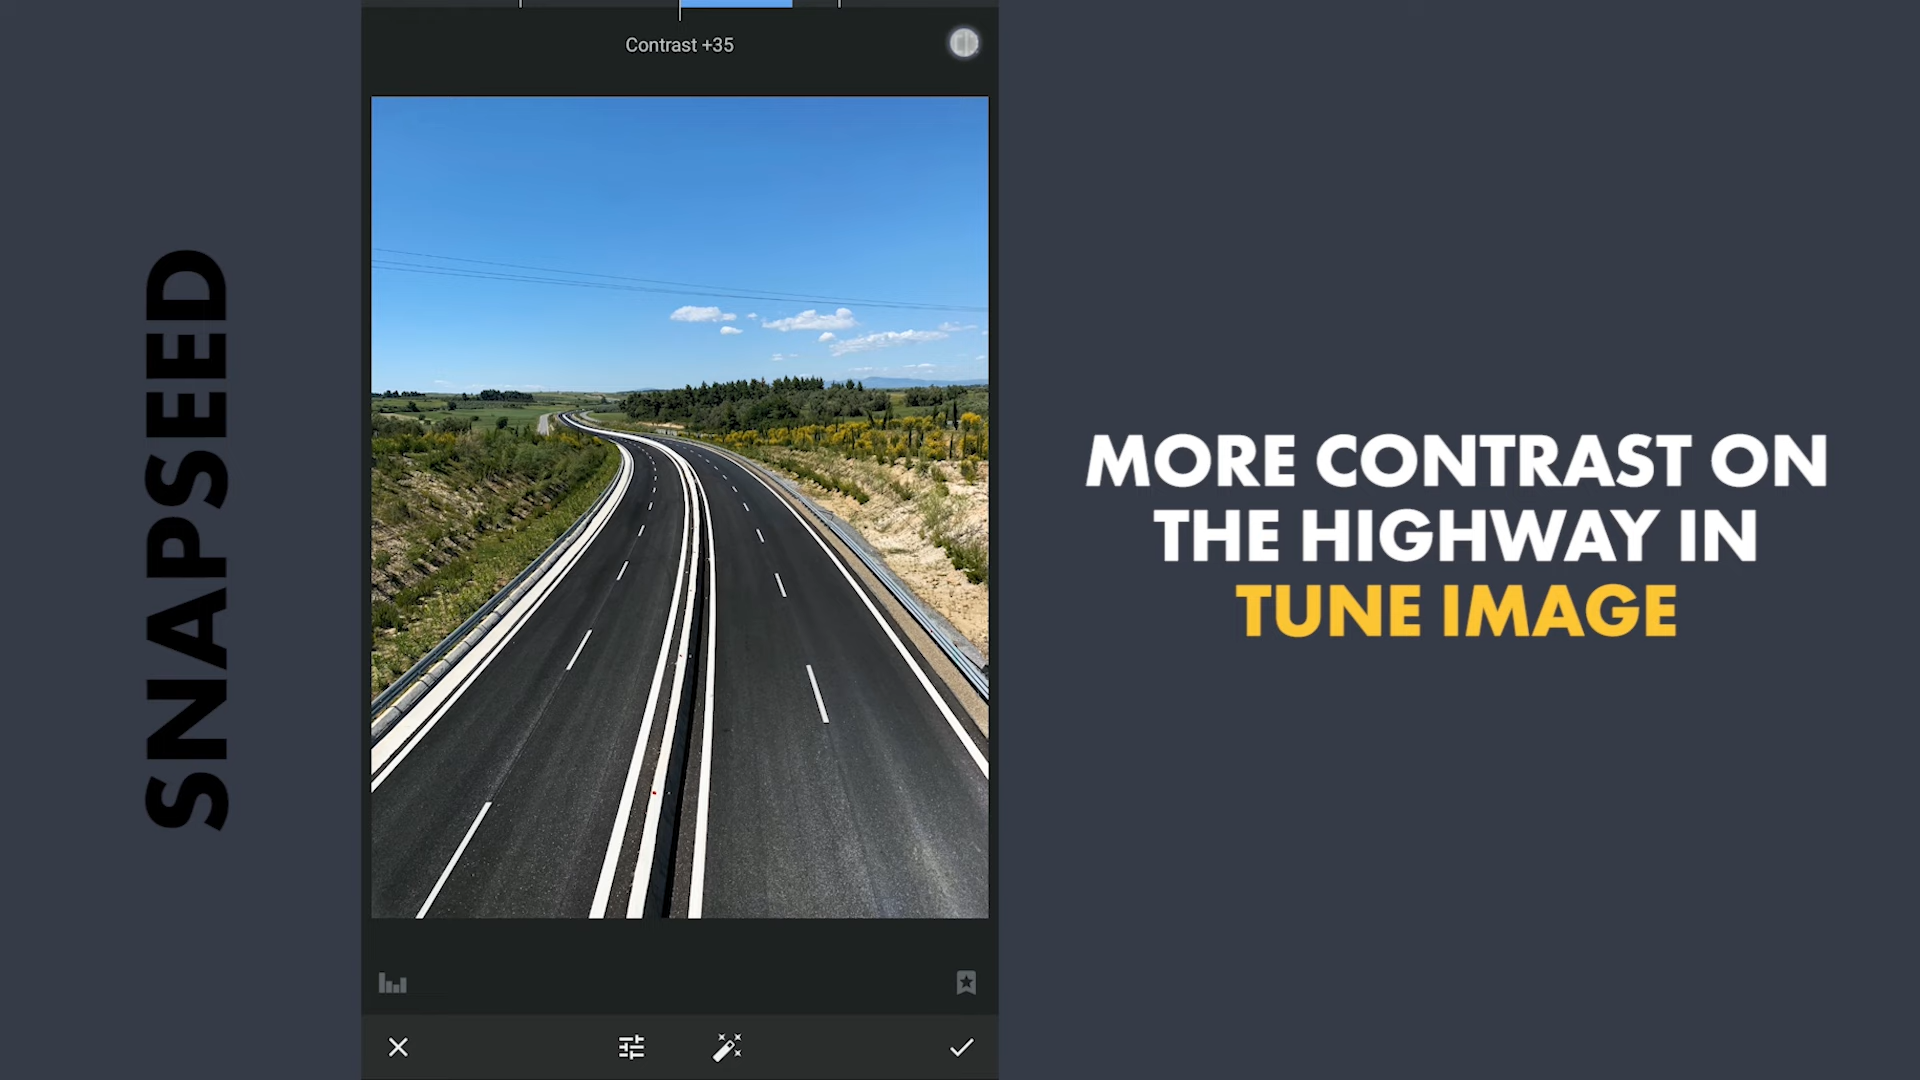 SNAPSEED
Contrast +35
MORE CONTRAST ON
THE HIGHWAY IN
TUNE IMAGE